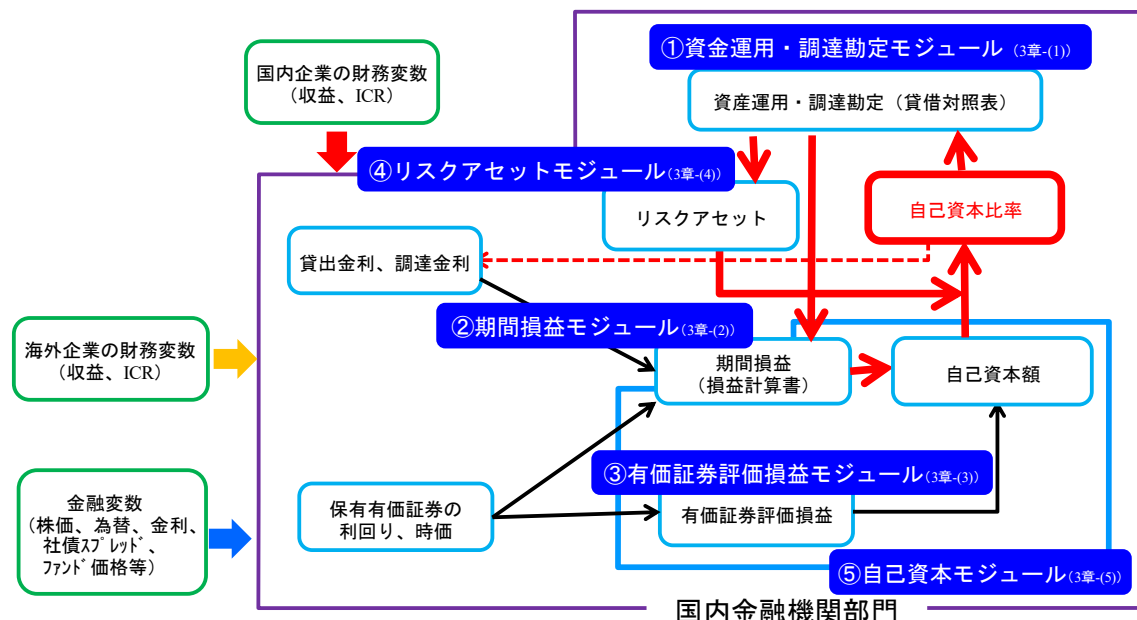 ①資金運用・調達勘定モジュール（3章-(1)）
国内企業の財務変数
（収益、ICR）
資産運用・調達勘定（貸借対照表）
④リスクアセットモジュール（3章-(4)）
リスクアセット
自己資本比率
貸出金利、調達金利
②期間損益モジュール（3章-(2)）
海外企業の財務変数
（収益、ICR）
期間損益
（損益計算書）
自己資本額
③有価証券評価損益モジュール（3章-(3)）
金融変数
（株価、為替、金利、
社債ｽﾌﾟﾚｯﾄﾞ、
ﾌｧﾝﾄﾞ価格等）
保有有価証券の
利回り、時価
有価証券評価損益
⑤自己資本モジュール（3章-(5)）
国内金融機関部門